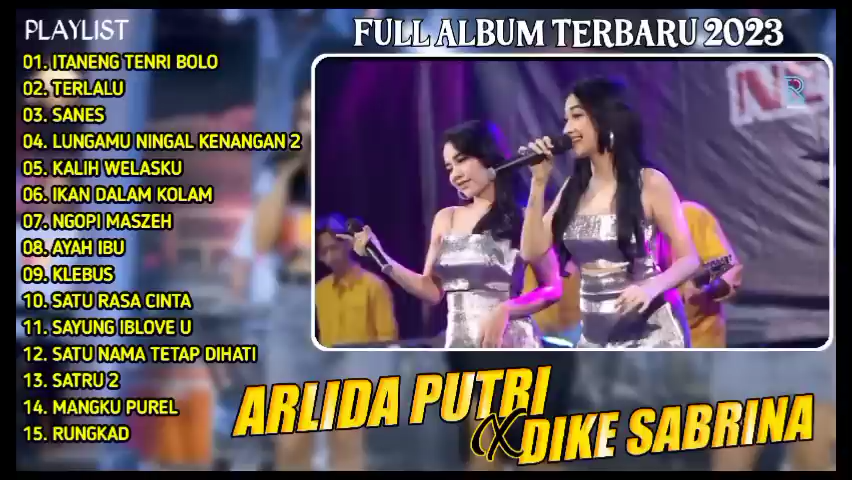 PLAYLIST
01. ITANENG TENRI BOLO
02. TERLALU
03. SANES
04. LUNGAMU NINGAL KENANGAN 2
05. KALIH WELASKU
06. IKAN DALAM KOLAM
07. NGOPI MASZEH
08. AYAH IBU
09. KLEBUS
10. SATU RASA CINTA
11. SAYUNG IBLOVE U
12. SATU NAMA TETAP DIHATI
13. SATRU 2
14. MANGKU PUREL
15. RUNGKAD
FULL ALBUM TERBARU 2023
ARLIDA PUTRI
X DIKE SABRINA